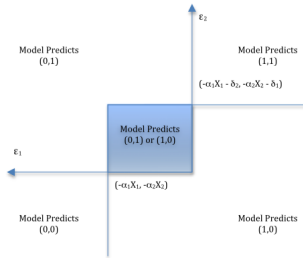 ε₂
Model Predicts
(0,1)
Model Predicts
(1,1)
(-α₁X₁ - δ₂, -α₂X₂ - δ₁)
Model Predicts
(0,1) or (1,0)
ε₁
(-α₁X₁, -α₂X₂)
Model Predicts
(0,0)
Model Predicts
(1,0)